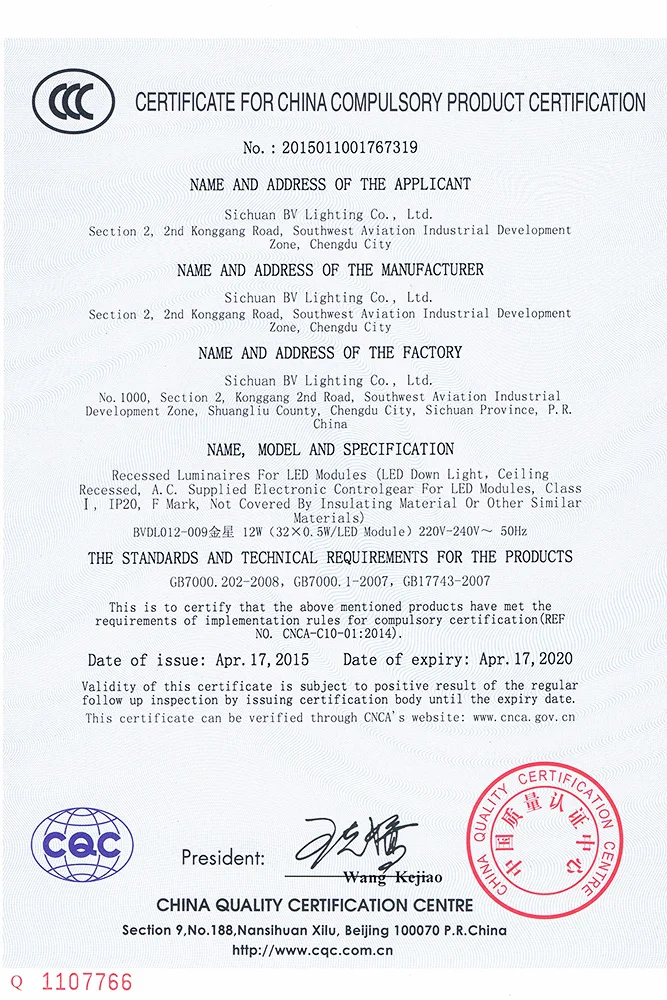 CCC
CERTIFICATE FOR CHINA COMPULSORY PRODUCT CERTIFICATION
No. : 2015011001767319
NAME AND ADDRESS OF THE APPLICANT
Sichuan BV Lighting Co., Ltd.
Section 2, 2nd Konggang Road, Southwest Aviation Industrial Development
Zone, Chengdu City
NAME AND ADDRESS OF THE MANUFACTURER
Sichuan BV Lighting Co., Ltd.
Section 2, 2nd Konggang Road, Southwest Aviation Industrial Development
Zone, Chengdu City
NAME AND ADDRESS OF THE FACTORY
Sichuan BV Lighting Co., Ltd.
No.1000, Section 2, Konggang 2nd Road, Southwest Aviation Industrial
Development Zone, Shuangliu County, Chengdu City, Sichuan Province, P.R.
China
NAME, MODEL AND SPECIFICATION
Recessed Luminaires For LED Modules (LED Down Light, Ceiling
Recessed, A.C. Supplied Electronic Controlgear For LED Modules, Class
Ⅰ, IP20, F Mark, Not Covered By Insulating Material Or Other Similar
Materials)
BVDL012-009金星 12W (32×0.5W/LED Module) 220V-240V~ 50Hz
THE STANDARDS AND TECHNICAL REQUIREMENTS FOR THE PRODUCTS
GB7000.202-2008, GB7000.1-2007, GB17743-2007
This is to certify that the above mentioned products have met the
requirements of implementation rules for compulsory certification(REF
NO. CNCA-C10-01:2014).
Date of issue: Apr.17,2015 Date of expiry: Apr.17,2020
Validity of this certificate is subject to positive result of the regular
follow up inspection by issuing certification body until the expiry date.
This certificate can be verified through CNCA's website: www.cnca.gov.cn
CQC
President:
Wang Kejiao
CHINA QUALITY CERTIFICATION CENTRE
中国质量认证中心
CHINA QUALITY CERTIFICATION CENTRE
Section 9,No.188,Nansihuan Xilu, Beijing 100070 P.R.China
http://www.cqc.com.cn
Q 1107766